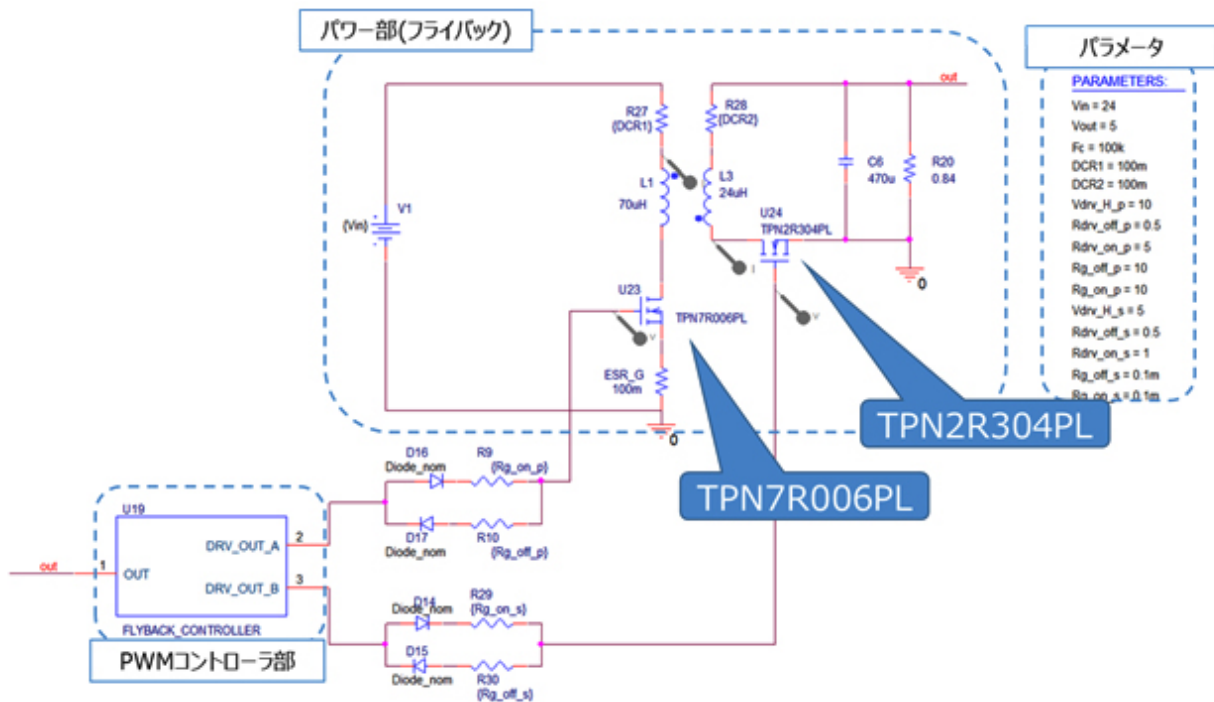 パワー部(フライバック)
パラメータ
PARAMETERS:
Vin = 24
Vout = 5
Fc = 100k
DCR1 = 100m
DCR2 = 100m
Vdrv_H_p = 10
Rdrv_off_p = 0.5
Rdrv_on_p = 5
Rg_off_p = 10
Rg_on_p = 10
Vdrv_H_s = 5
Rdrv_off_s = 0.5
Rdrv_on_s = 1
Rg_off_s = 0.1m
Rg_on_s = 0.1m
out
R27
{DCR1}
R28
{DCR2}
C6
470u
R20
0.84
L1
70uH
L3
24uH
I
V1
{Vin}
U24
TPN2R304PL
I
0
U23
TPN7R006PL
V
V
ESR_G
100m
0
TPN2R304PL
TPN7R006PL
D16
Diode_nom
R9
{Rg_on_p}
D17
Diode_nom
R10
{Rg_off_p}
U19
DRV_OUT_A
2
out
1
OUT
DRV_OUT_B
3
FLYBACK_CONTROLLER
PWMコントローラ部
D14
Diode_nom
R29
{Rg_on_s}
D15
Diode_nom
R30
{Rg_off_s}